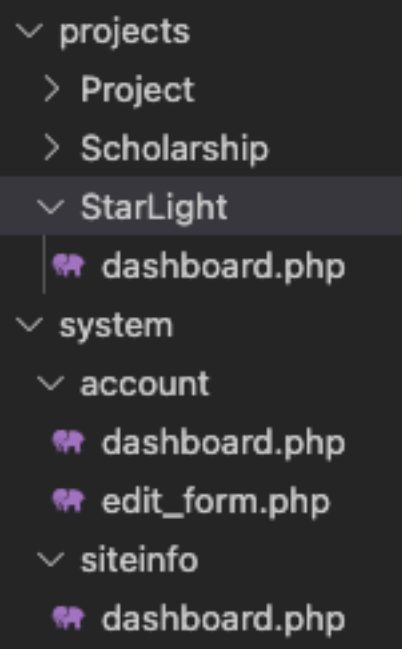 projects
Project
Scholarship
StarLight
dashboard.php
system
account
dashboard.php
edit_form.php
siteinfo
dashboard.php